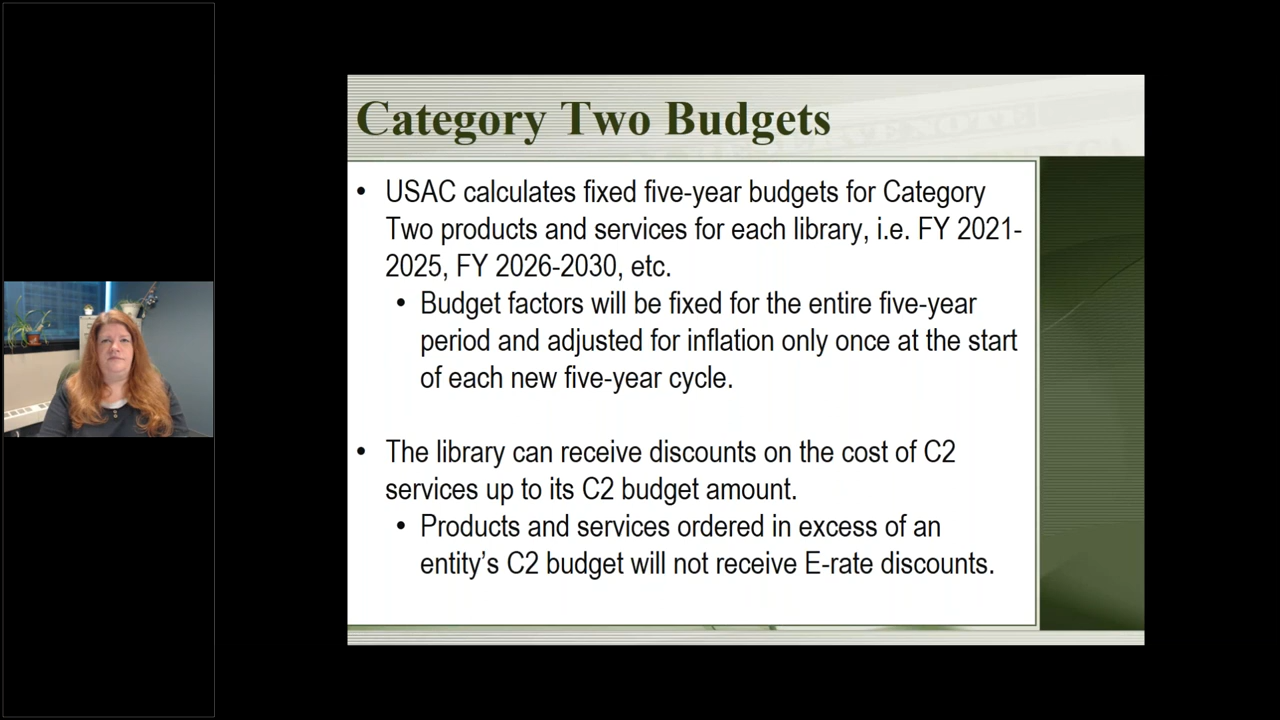 Category Two Budgets
• USAC calculates fixed five-year budgets for Category
Two products and services for each library, i.e. FY 2021-
2025, FY 2026-2030, etc.
• Budget factors will be fixed for the entire five-year
period and adjusted for inflation only once at the start
of each new five-year cycle.
• The library can receive discounts on the cost of C2
services up to its C2 budget amount.
• Products and services ordered in excess of an
entity’s C2 budget will not receive E-rate discounts.